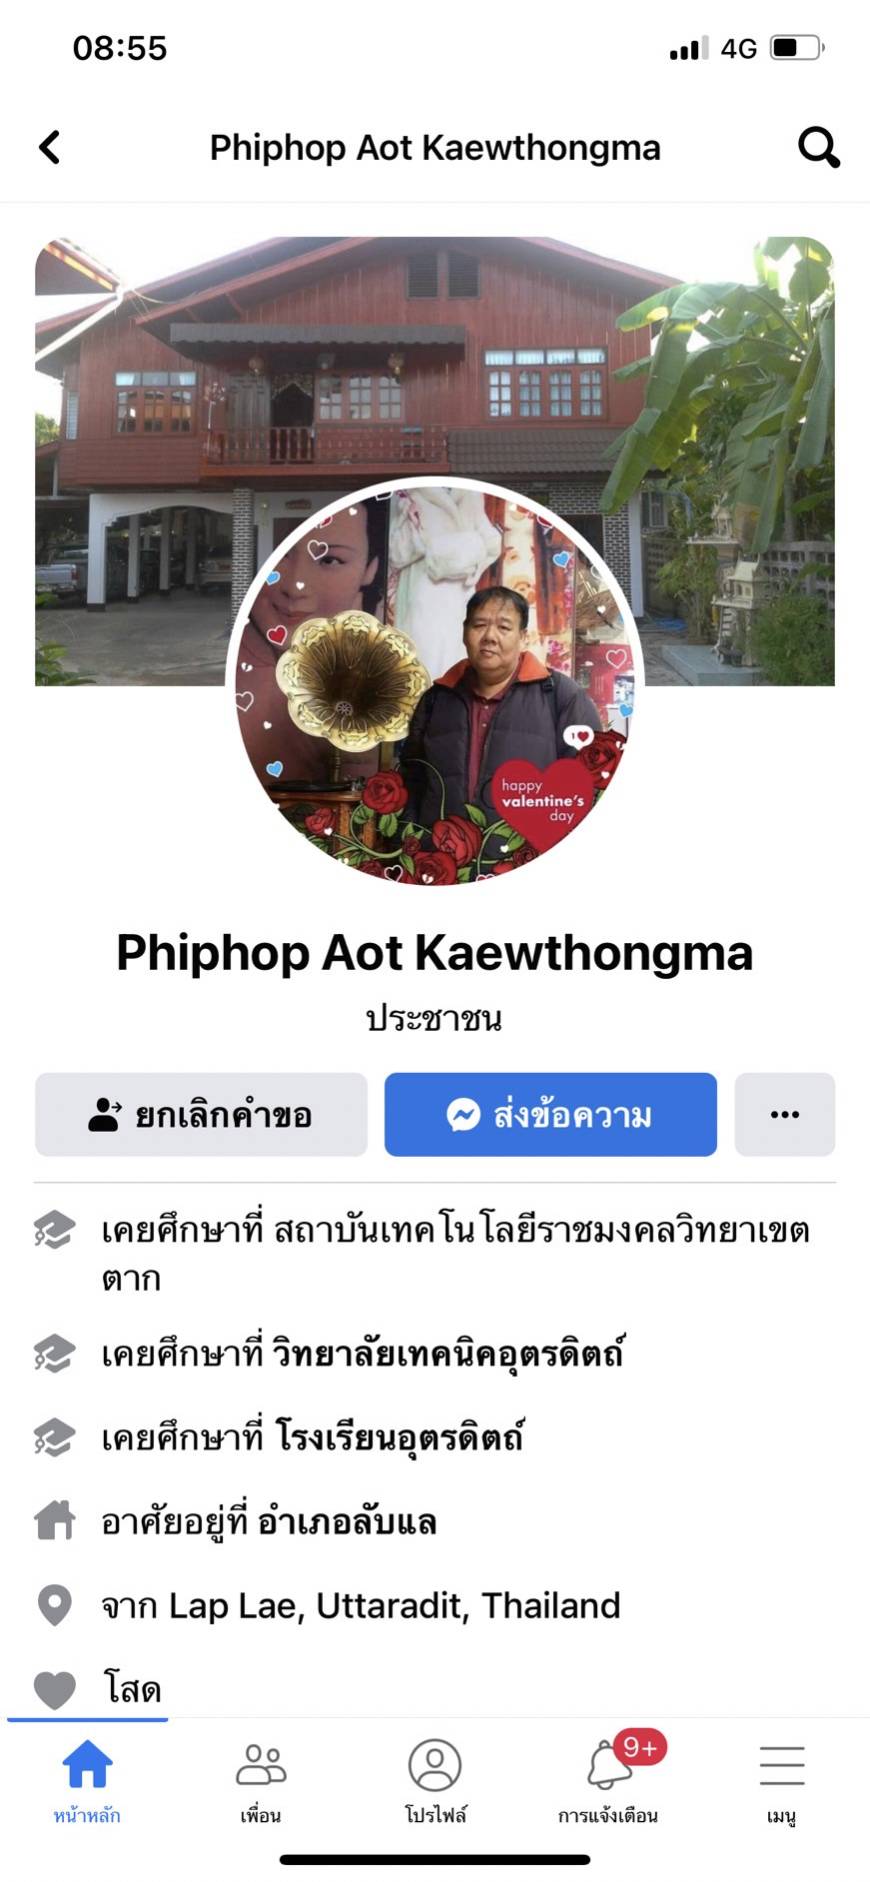 08:55
4G
Phiphop Aot Kaewthongma
happy
valentine's
day
Phiphop Aot Kaewthongma
ประชาชน
ยกเลิกคำขอ
ส่งข้อความ
เคยศึกษาที่ สถาบันเทคโนโลยีราชมงคลวิทยาเขต
ตาก
เคยศึกษาที่ วิทยาลัยเทคนิคอุตรดิตถ์
เคยศึกษาที่ โรงเรียนอุตรดิตถ์
อาศัยอยู่ที่ อำเภอลับแล
จาก Lap Lae, Uttaradit, Thailand
โสด
9+
หน้าหลัก
เพื่อน
โปรไฟล์
การแจ้งเตือน
เมนู